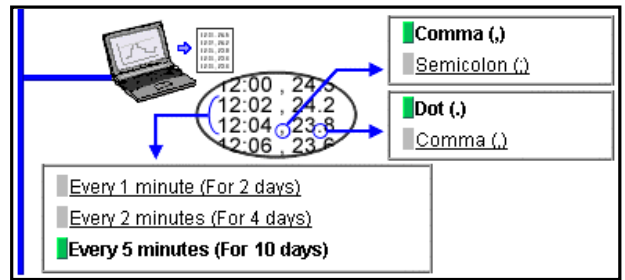 Comma (,)
Semicolon (;)
12:00 , 24.5
12:02 , 24.2
12:04 , 23.8
12:06 , 23.6
Dot (.)
Comma (,)
Every 1 minute (For 2 days)
Every 2 minutes (For 4 days)
Every 5 minutes (For 10 days)